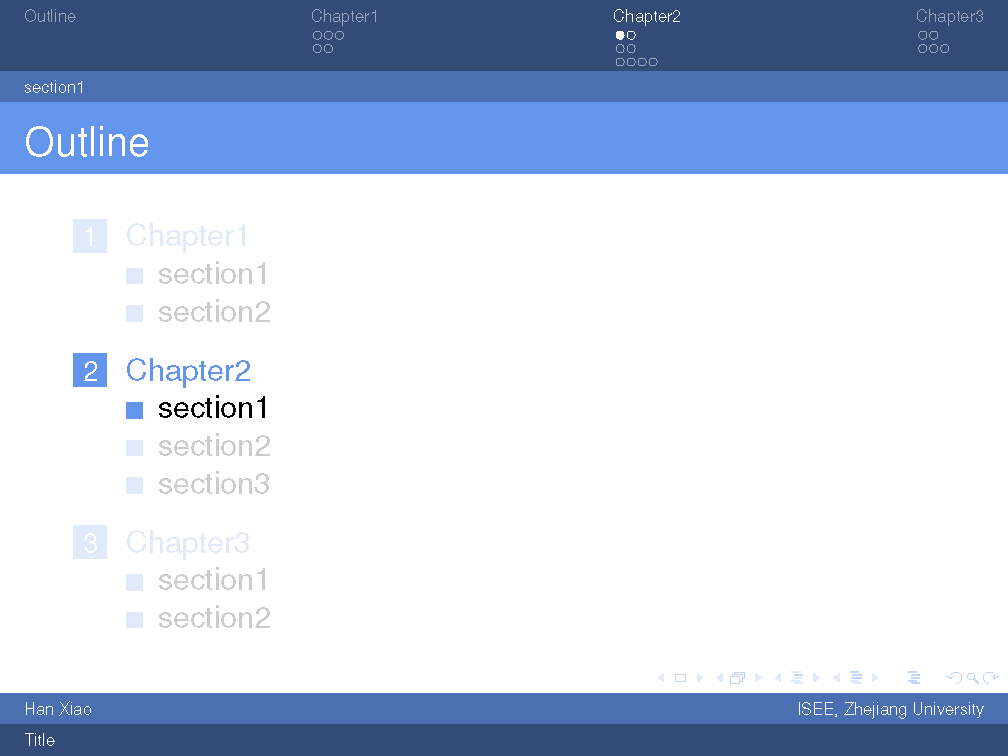 Outline Chapter1 Chapter2 Chapter3
section1
Outline
1 Chapter1
section1
section2
2 Chapter2
section1
section2
section3
3 Chapter3
section1
section2
Han Xiao ISEE, Zhejiang University
Title